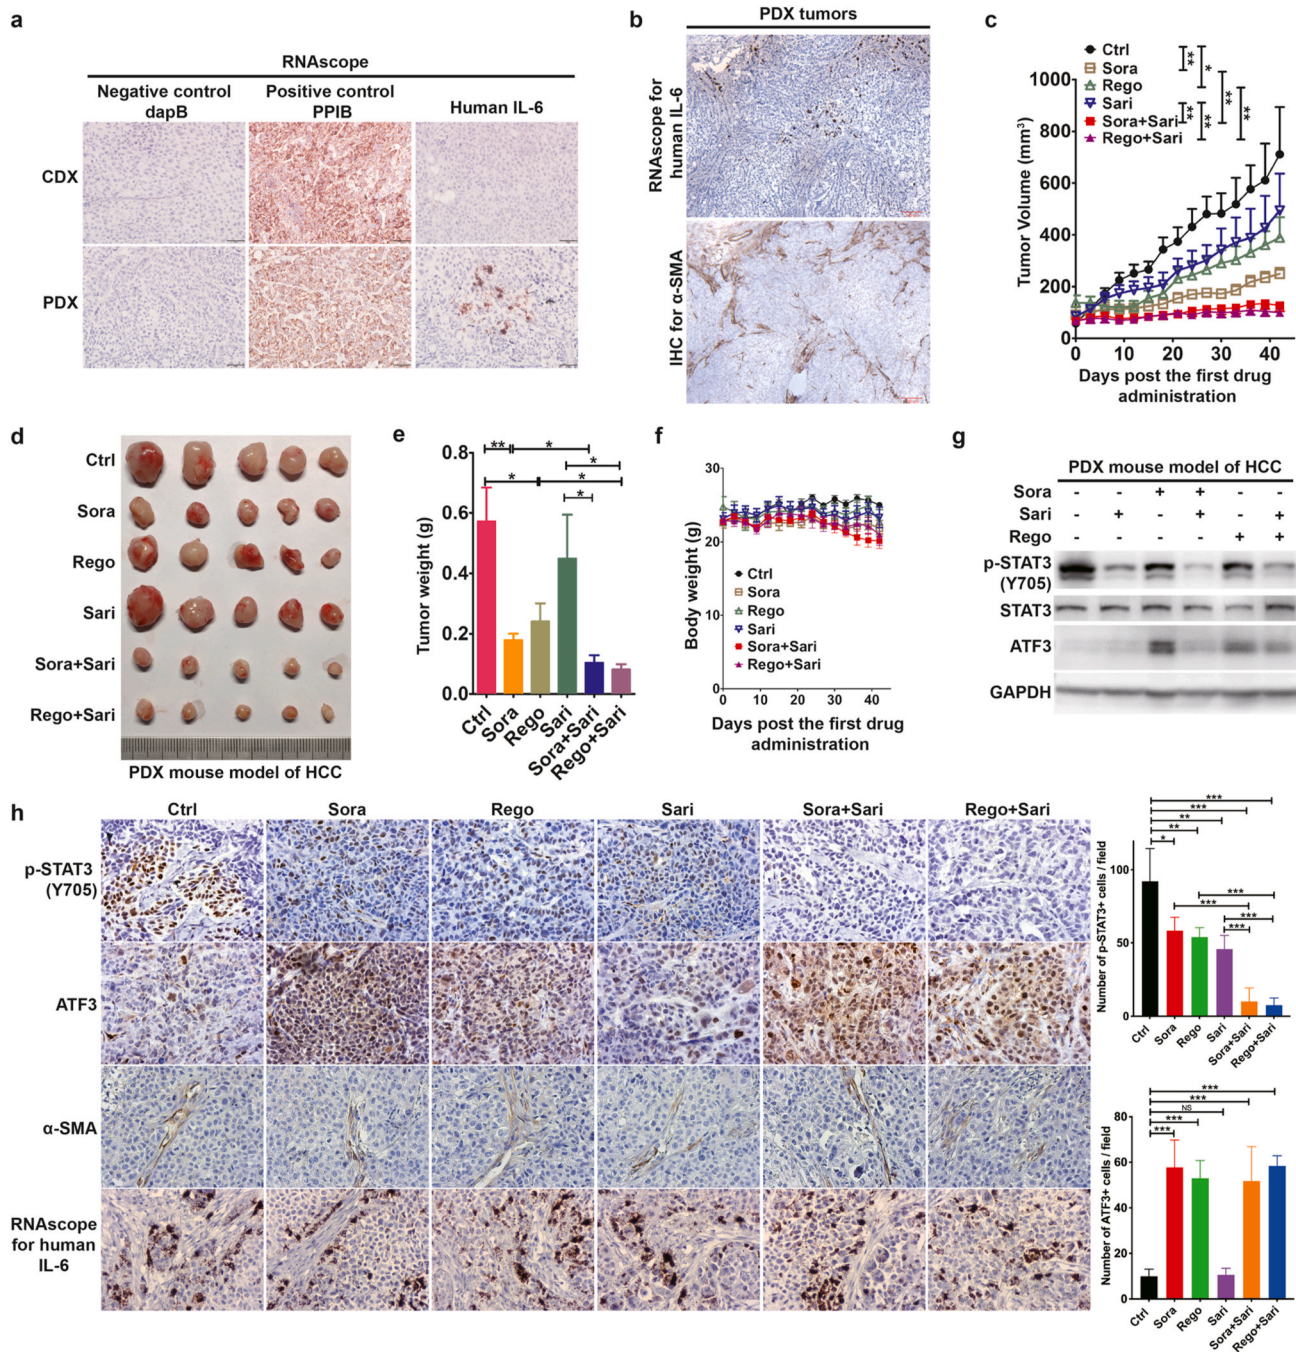 a
RNAscope
Negative control
dapB
Positive control
PPIB
Human IL-6
CDX
PDX
b
PDX tumors
RNAscope for
human IL-6
IHC for α-SMA
c
Ctrl
Sora
Rego
Sari
Sora+Sari
Rego+Sari
**
*
**
**
**
**
Tumor Volume (mm³)
1000
800
600
400
200
0
0 10 20 30 40
Days post the first drug
administration
d
Ctrl
Sora
Rego
Sari
Sora+Sari
Rego+Sari
PDX mouse model of HCC
e
Tumor weight (g)
0.8
0.6
0.4
0.2
0.0
** *
*
* *
*
Ctrl
Sora
Rego
Sari
Sora+Sari
Rego+Sari
f
Body weight (g)
30
20
10
0
Ctrl
Sora
Rego
Sari
Sora+Sari
Rego+Sari
0 10 20 30 40
Days post the first drug
administration
g
PDX mouse model of HCC
Sora - - + + - -
Sari - + - + - +
Rego - - - - + +
p-STAT3
(Y705)
STAT3
ATF3
GAPDH
h
Ctrl Sora Rego Sari Sora+Sari Rego+Sari
p-STAT3
(Y705)
ATF3
α-SMA
RNAscope
for human
IL-6
Number of p-STAT3+ cells / field
100
50
0
***
***
**
**
*
***
***
***
***
Ctrl
Sora
Rego
Sari
Sora+Sari
Rego+Sari
Number of ATF3+ cells / field
80
60
40
20
0
***
***
NS
***
***
Ctrl
Sora
Rego
Sari
Sora+Sari
Rego+Sari